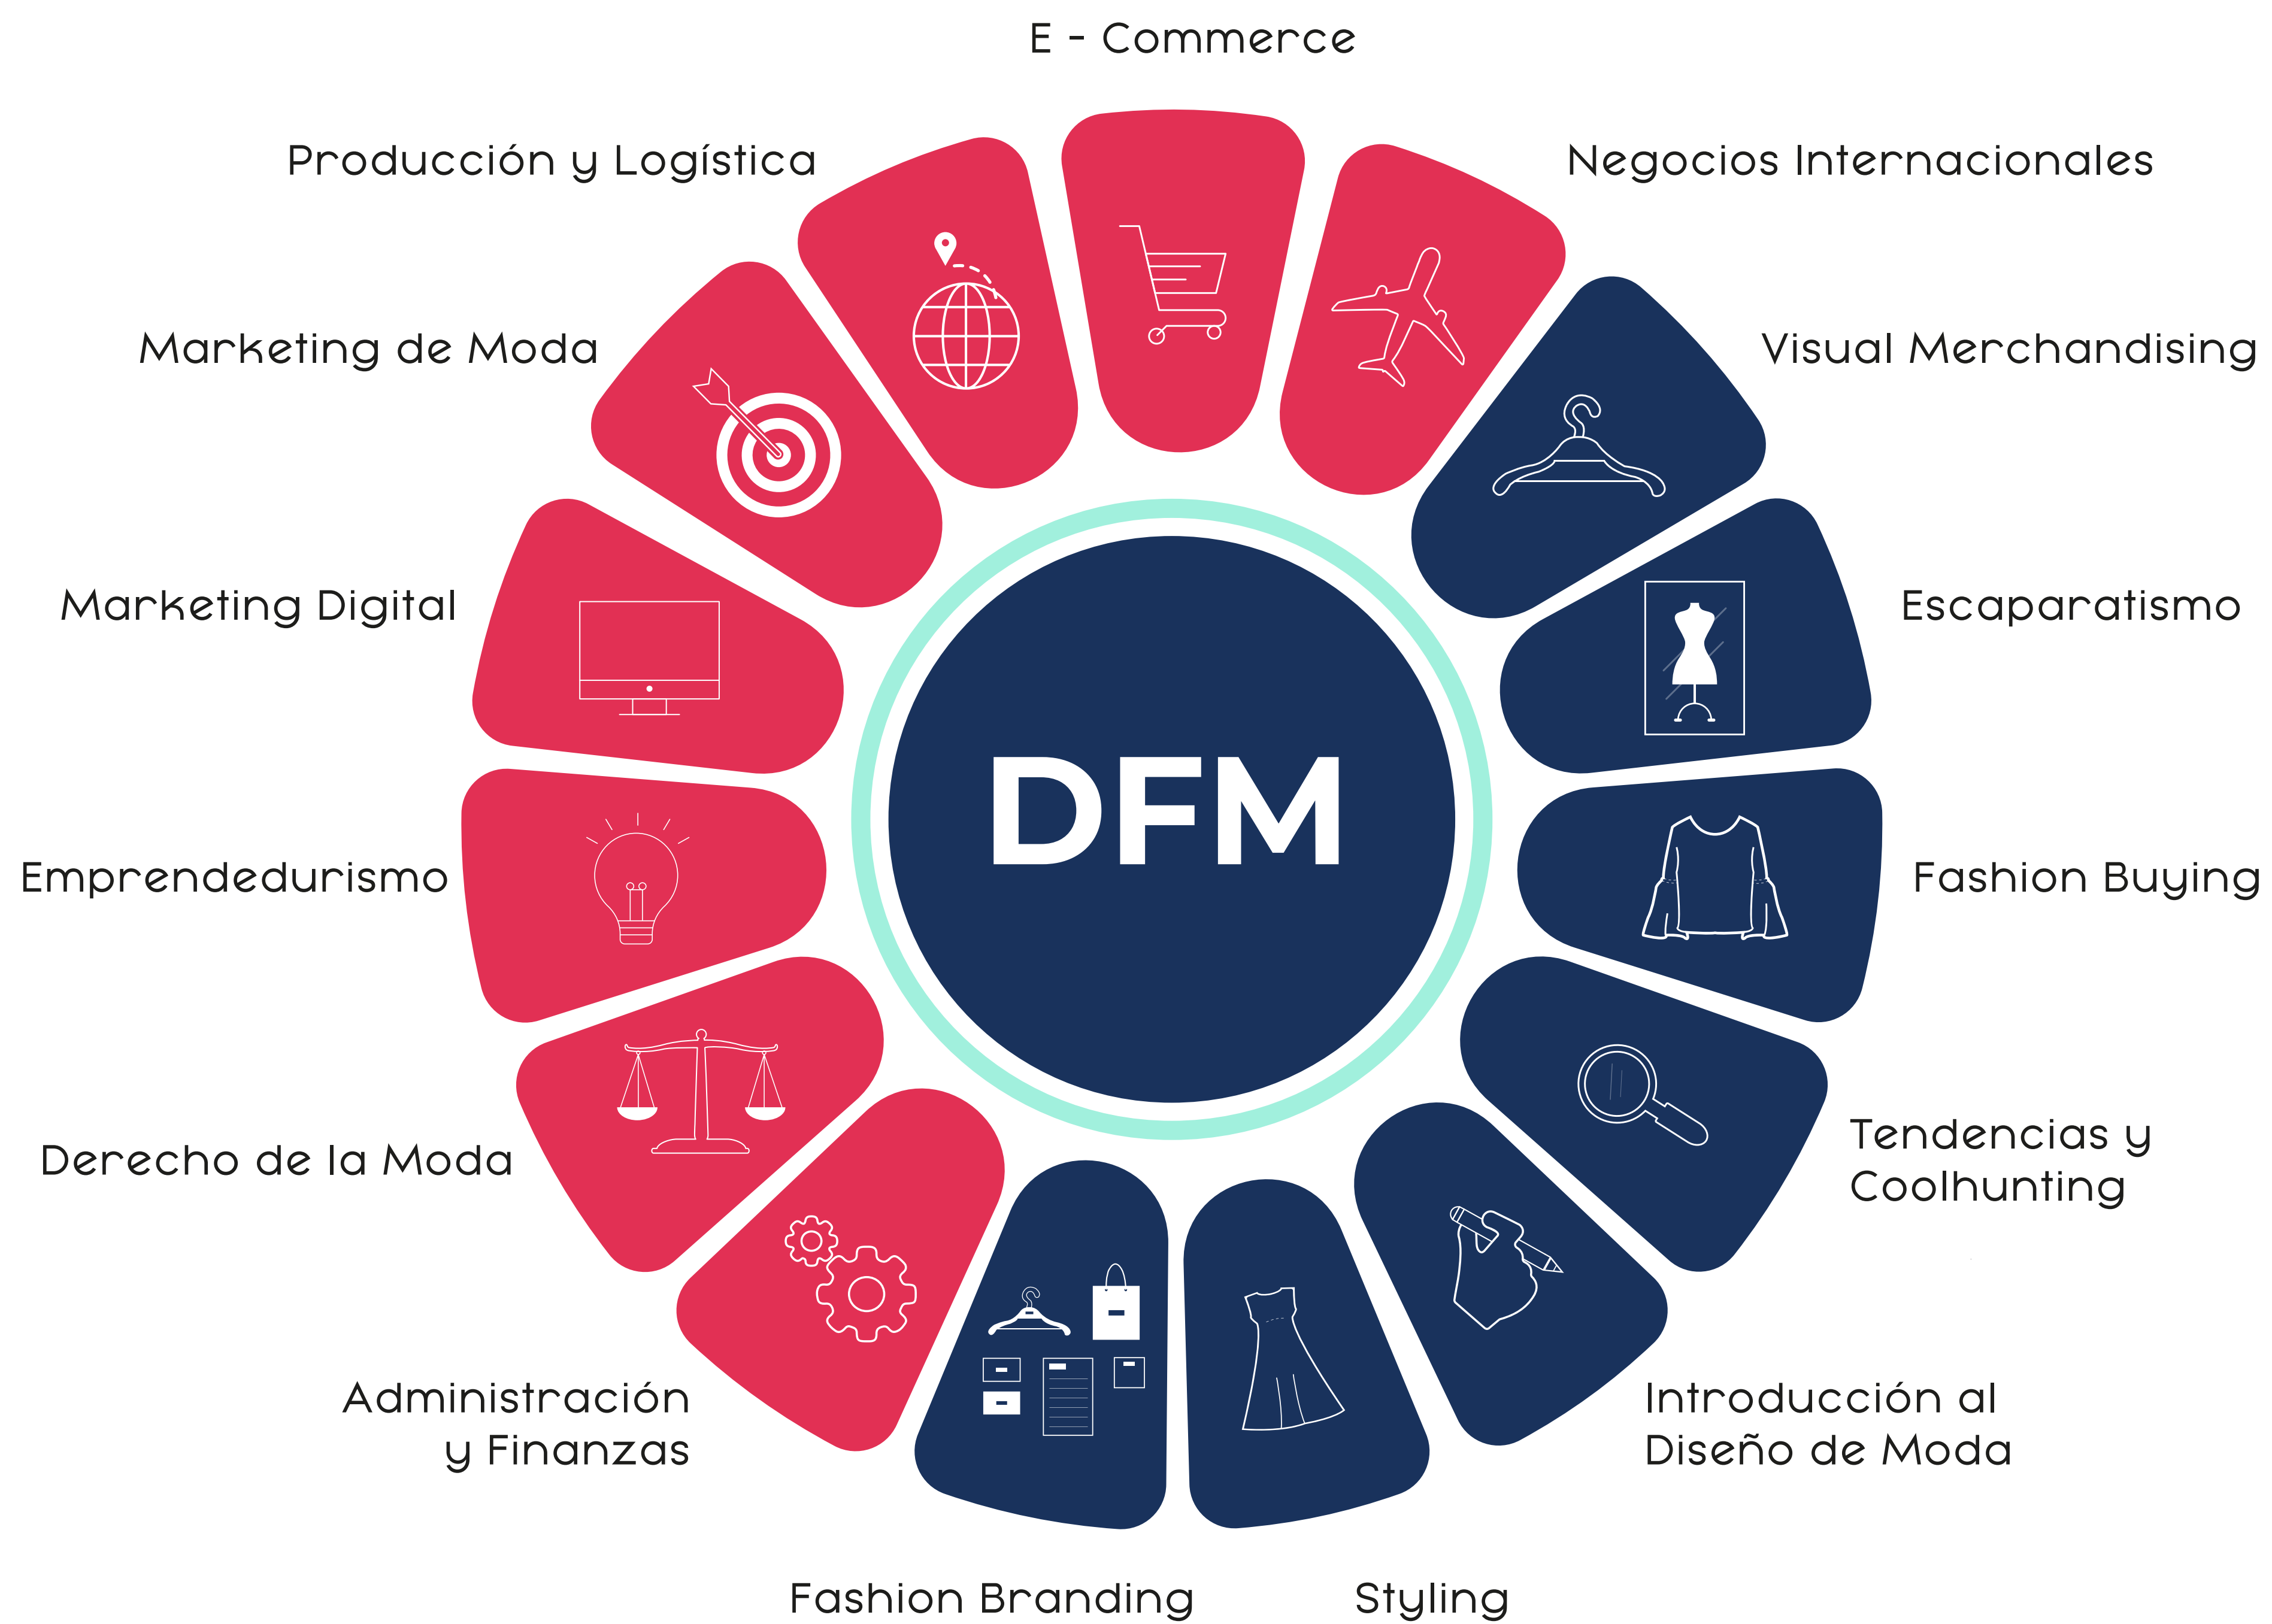 E - Commerce
Producción y Logística
Negocios Internacionales
Marketing de Moda
Visual Merchandising
Marketing Digital
Escaparatismo
DFM
Emprendedurismo
Fashion Buying
Derecho de la Moda
Tendencias y
Coolhunting
Administración
y Finanzas
Introducción al
Diseño de Moda
Fashion Branding
Styling